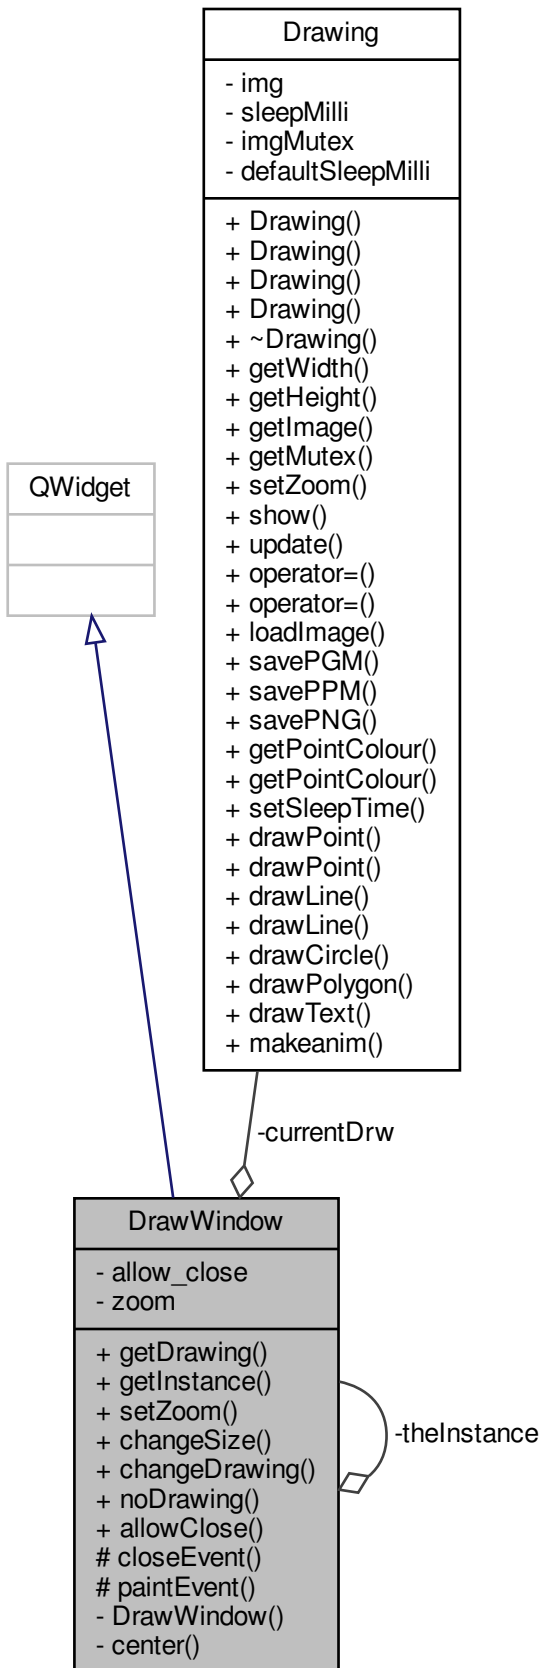 Drawing
- img
- sleepMilli
- imgMutex
- defaultSleepMilli
+ Drawing()
+ Drawing()
+ Drawing()
+ Drawing()
+ ~Drawing()
+ getWidth()
+ getHeight()
+ getImage()
+ getMutex()
+ setZoom()
+ show()
+ update()
+ operator=()
+ operator=()
+ loadImage()
+ savePGM()
+ savePPM()
+ savePNG()
+ getPointColour()
+ getPointColour()
+ setSleepTime()
+ drawPoint()
+ drawPoint()
+ drawLine()
+ drawLine()
+ drawCircle()
+ drawPolygon()
+ drawText()
+ makeanim()
QWidget
-currentDrw
DrawWindow
- allow_close
- zoom
+ getDrawing()
+ getInstance()
+ setZoom()
+ changeSize()
+ changeDrawing()
+ noDrawing()
+ allowClose()
# closeEvent()
# paintEvent()
- DrawWindow()
- center()
-theInstance